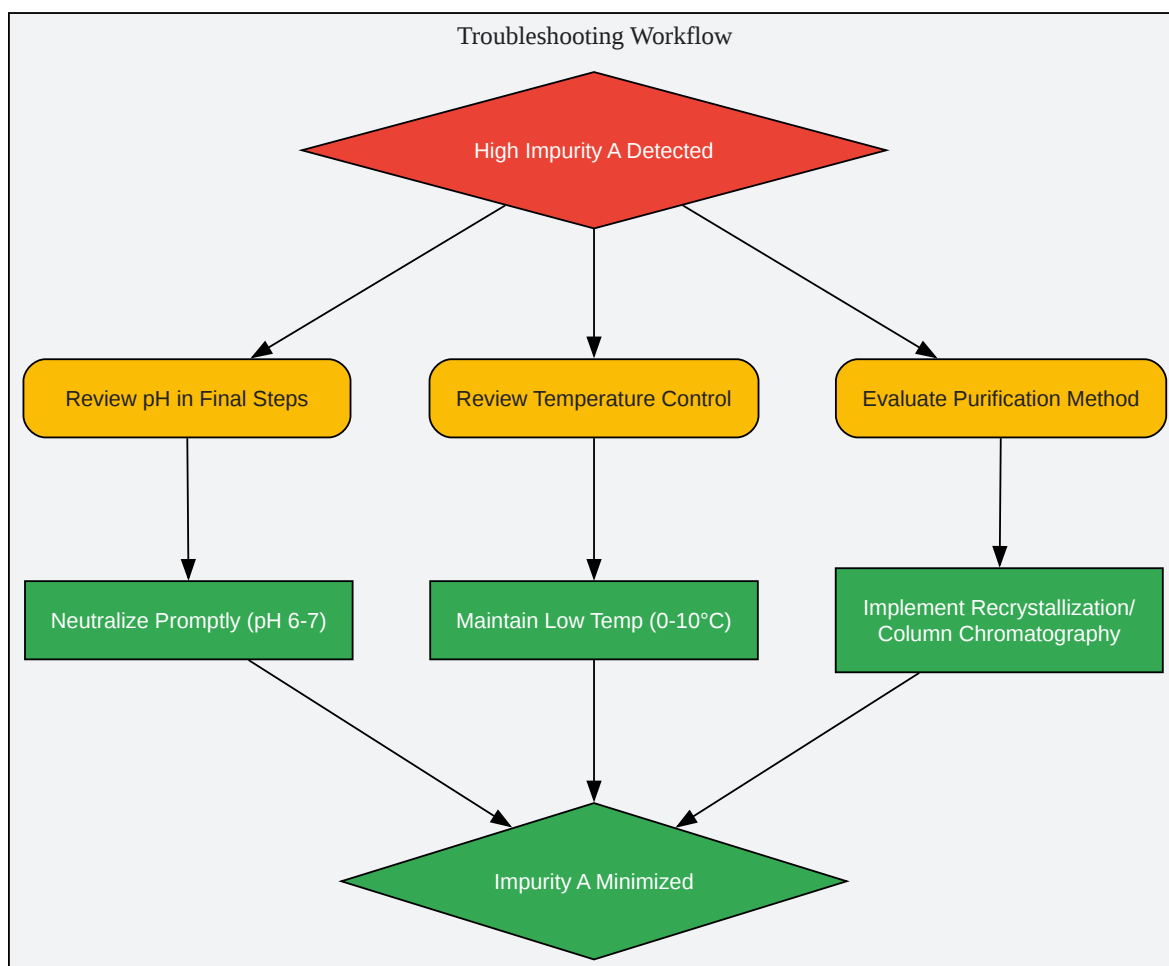 Troubleshooting Workflow
High Impurity A Detected
Review pH in Final Steps
Review Temperature Control
Evaluate Purification Method
Neutralize Promptly (pH 6-7)
Maintain Low Temp (0-10°C)
Implement Recrystallization/
Column Chromatography
Impurity A Minimized